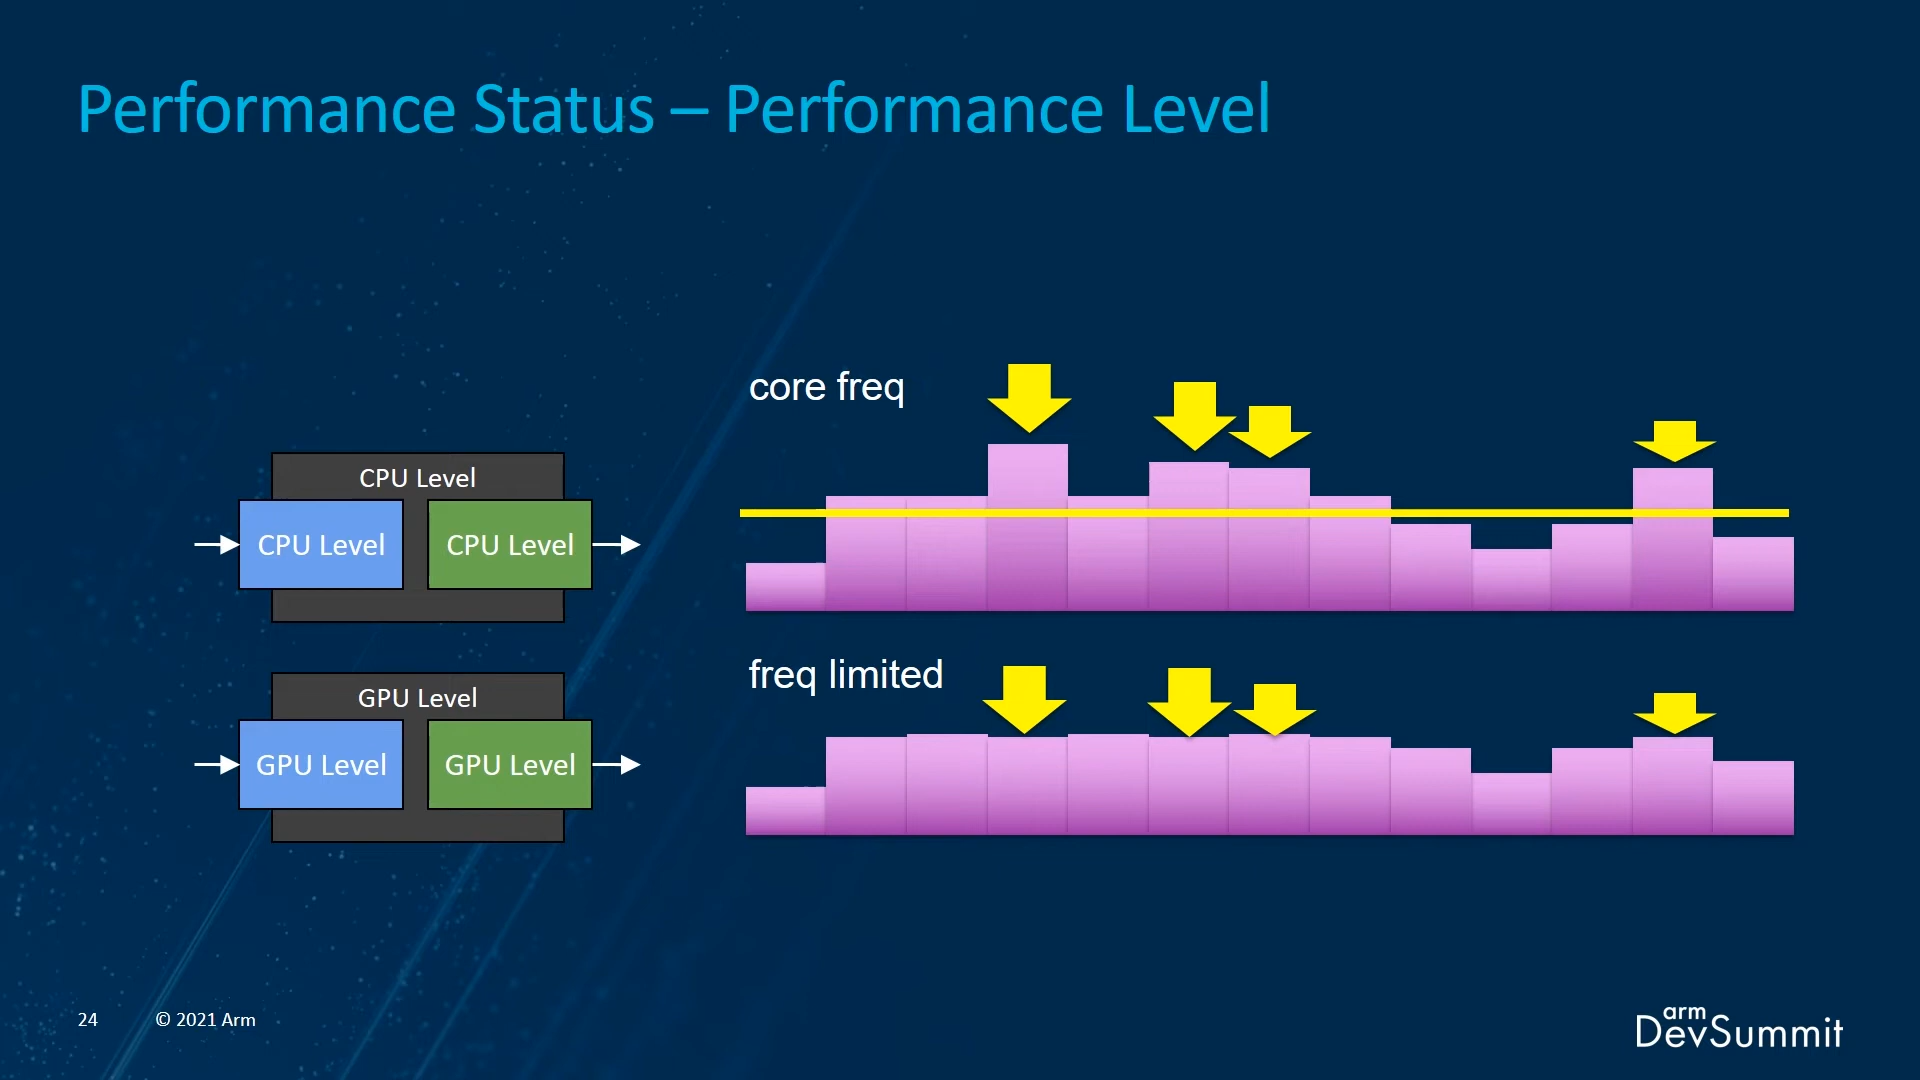 Performance Status – Performance Level
core freq
CPU Level
CPU Level
CPU Level
freq limited
GPU Level
GPU Level
GPU Level
24
© 2021 Arm
arm
DevSummit